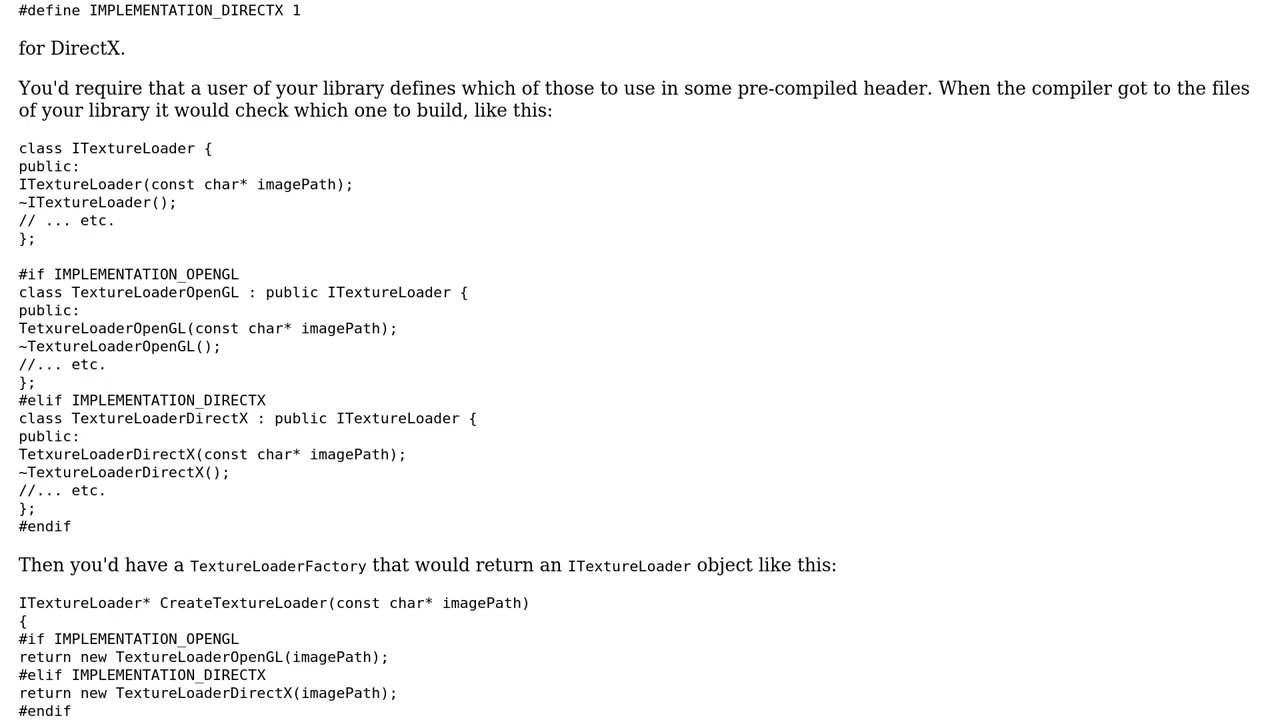 #define IMPLEMENTATION_DIRECTX 1
for DirectX.
You'd require that a user of your library defines which of those to use in some pre-compiled header. When the compiler got to the files
of your library it would check which one to build, like this:
class ITextureLoader {
public:
ITextureLoader(const char* imagePath);
~ITextureLoader();
// ... etc.
};
#if IMPLEMENTATION_OPENGL
class TextureLoaderOpenGL : public ITextureLoader {
public:
TetxureLoaderOpenGL(const char* imagePath);
~TextureLoaderOpenGL();
//... etc.
};
#elif IMPLEMENTATION_DIRECTX
class TextureLoaderDirectX : public ITextureLoader {
public:
TetxureLoaderDirectX(const char* imagePath);
~TextureLoaderDirectX();
//... etc.
};
#endif
Then you'd have a TextureLoaderFactory that would return an ITextureLoader object like this:
ITextureLoader* CreateTextureLoader(const char* imagePath)
{
#if IMPLEMENTATION_OPENGL
return new TextureLoaderOpenGL(imagePath);
#elif IMPLEMENTATION_DIRECTX
return new TextureLoaderDirectX(imagePath);
#endif